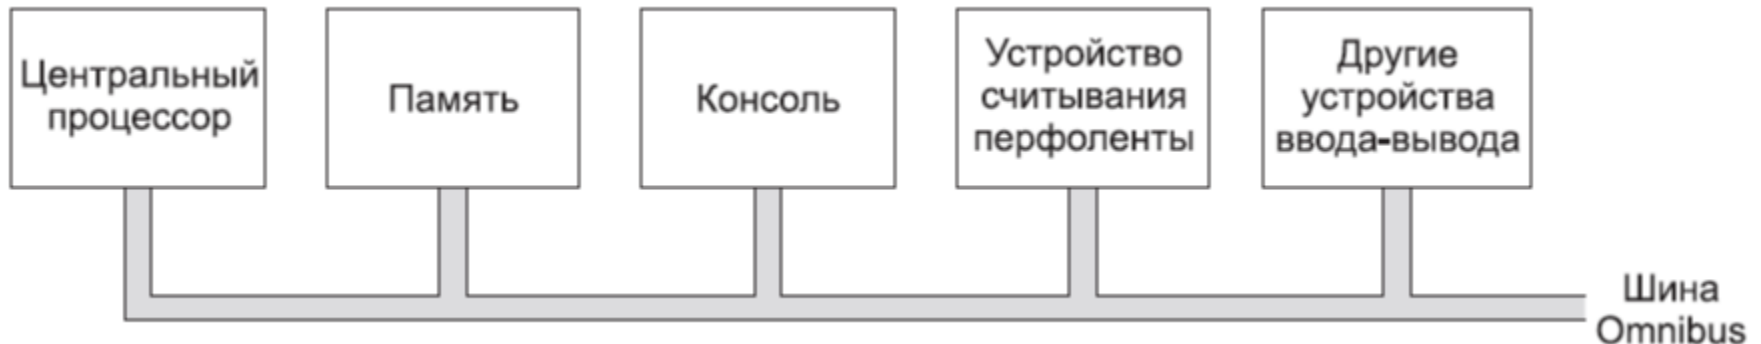 Центральный
процессор
Память
Консоль
Устройство
считывания
перфоленты
Другие
устройства
ввода-вывода
Шина
Omnibus